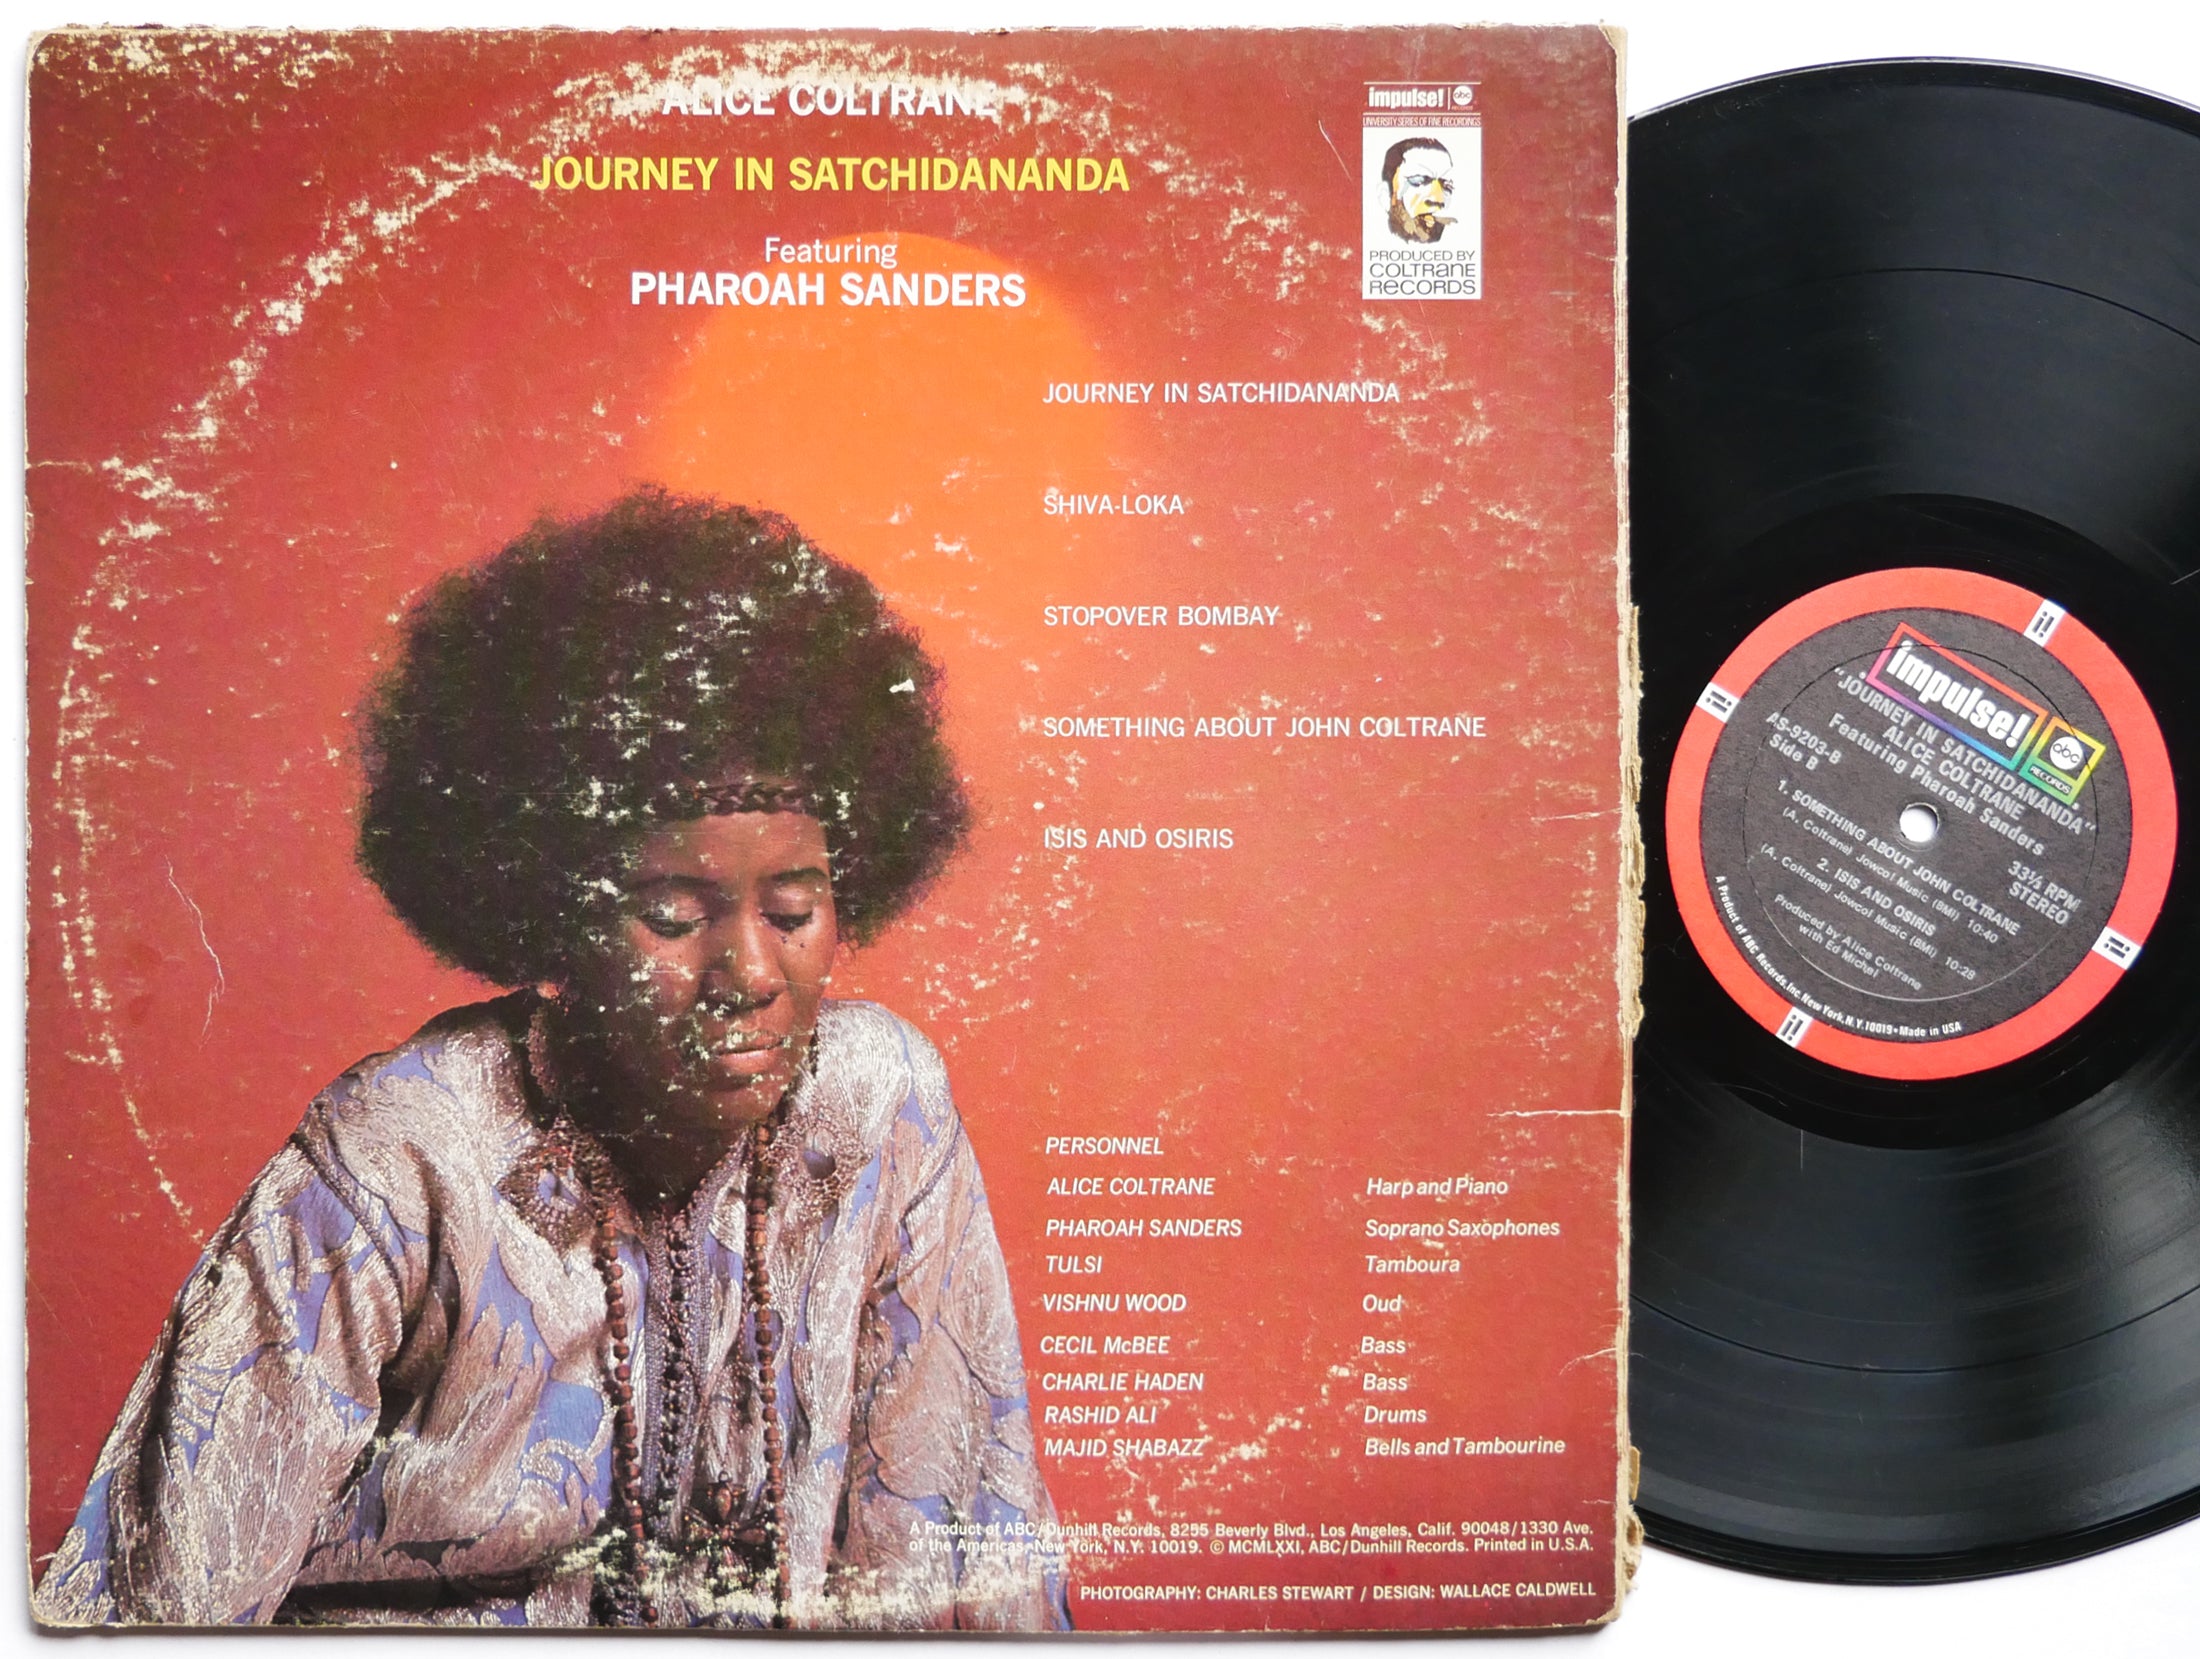 ALICE COLTRANE
JOURNEY IN SATCHIDANANDA
Featuring
PHAROAH SANDERS
impulse! abc RECORDS
UNIVERSITY SERIES OF FINE RECORDINGS
PRODUCED BY
COLTRANE
RECORDS
JOURNEY IN SATCHIDANANDA
SHIVA-LOKA
STOPOVER BOMBAY
SOMETHING ABOUT JOHN COLTRANE
ISIS AND OSIRIS
PERSONNEL
ALICE COLTRANE Harp and Piano
PHAROAH SANDERS Soprano Saxophones
TULSI Tamboura
VISHNU WOOD Oud
CECIL McBEE Bass
CHARLIE HADEN Bass
RASHID ALI Drums
MAJID SHABAZZ Bells and Tambourine
A Product of ABC/Dunhill Records, 8255 Beverly Blvd., Los Angeles, Calif. 90048/1330 Ave.
of the Americas, New York, N.Y. 10019. © MCMLXXI, ABC/Dunhill Records. Printed in U.S.A.
PHOTOGRAPHY: CHARLES STEWART / DESIGN: WALLACE CALDWELL
i!
i!
i!
i!
impulse!
abc
RECORDS
"JOURNEY IN SATCHIDANANDA"
ALICE COLTRANE
Featuring Pharoah Sanders
AS-9203-B
Side B
33⅓ RPM
STEREO
1. SOMETHING ABOUT JOHN COLTRANE
(A. Coltrane) Jowcol Music (BMI) 10:40
2. ISIS AND OSIRIS
(A. Coltrane) Jowcol Music (BMI) 10:28
Produced by Alice Coltrane
with Ed Michel
A Product of ABC Records, Inc. New York, N.Y. 10019 • Made in USA